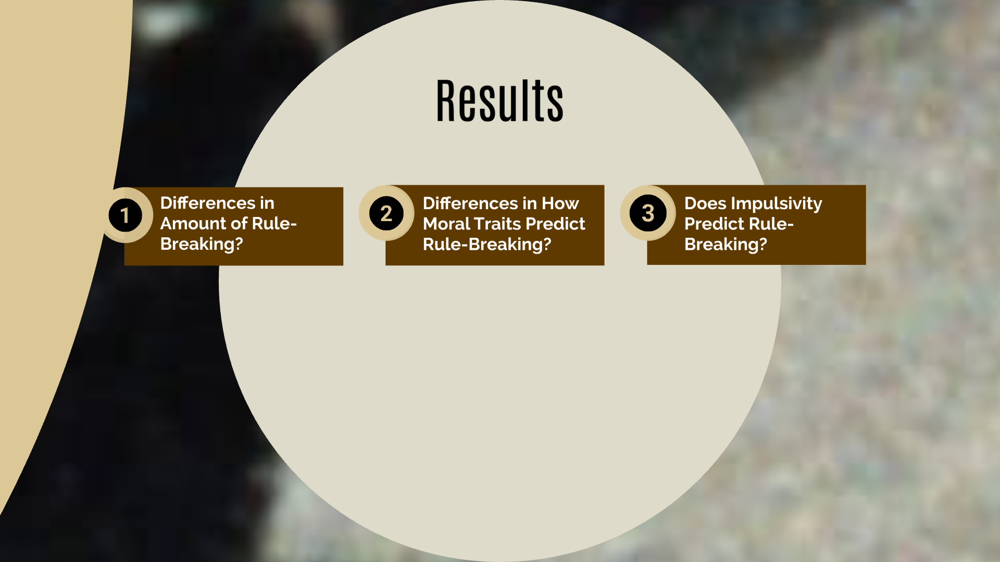 Results
1
Differences in
Amount of Rule-
Breaking?
2
Differences in How
Moral Traits Predict
Rule-Breaking?
3
Does Impulsivity
Predict Rule-
Breaking?